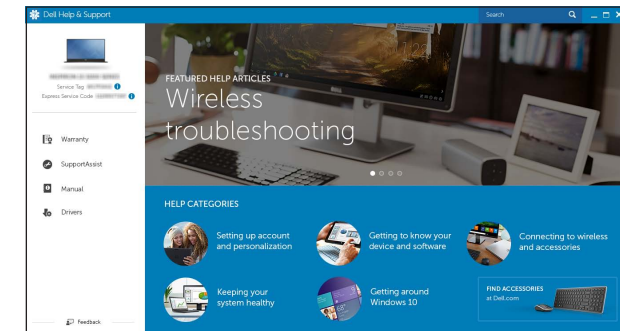 Dell Help & Support
Search
Service Tag
Express Service Code
Warranty
SupportAssist
Manual
Drivers
Feedback
FEATURED HELP ARTICLES
Wireless
troubleshooting
HELP CATEGORIES
Setting up account
and personalization
Getting to know your
device and software
Connecting to wireless
and accessories
Keeping your
system healthy
Getting around
Windows 10
FIND ACCESSORIES
at Dell.com